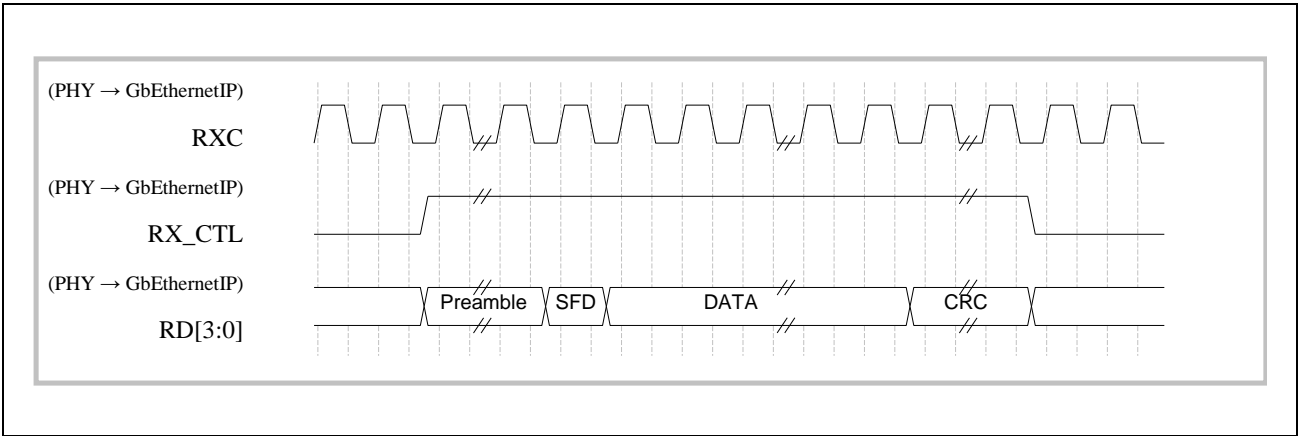 (PHY → GbEthernetIP)
RXC
(PHY → GbEthernetIP)
RX_CTL
(PHY → GbEthernetIP)
RD[3:0]
Preamble SFD DATA CRC